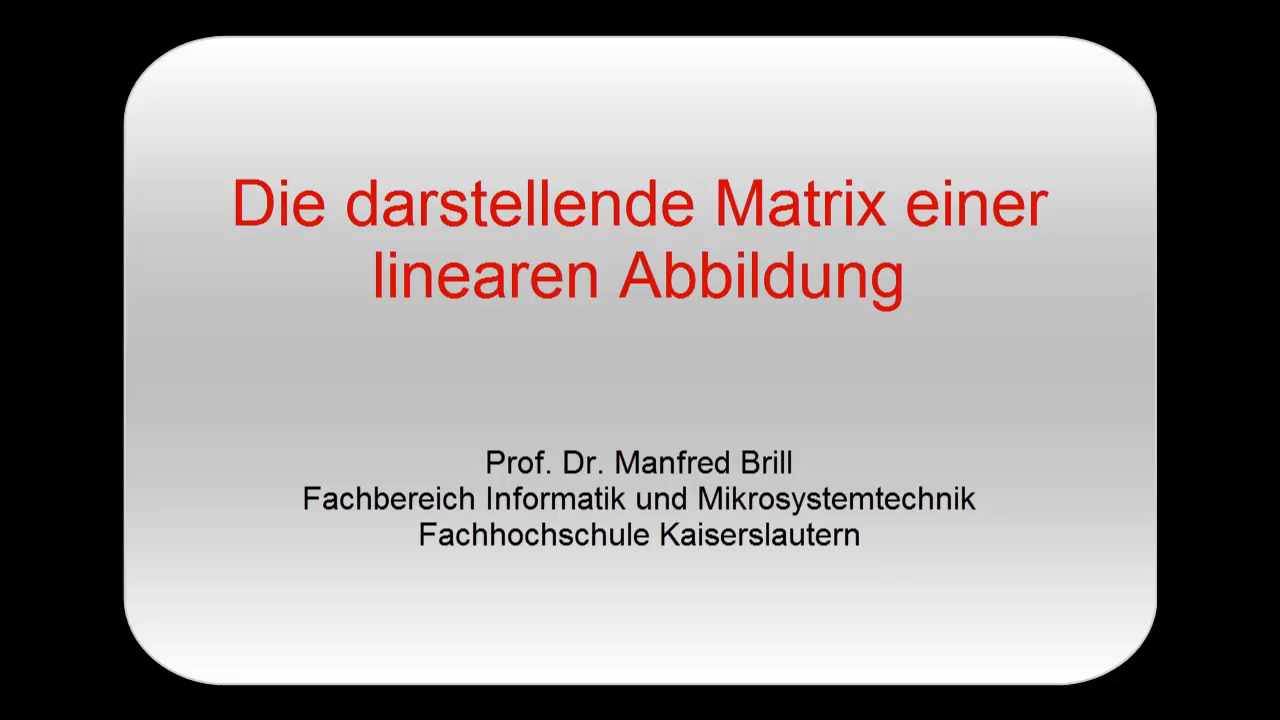 Die darstellende Matrix einer
linearen Abbildung
Prof. Dr. Manfred Brill
Fachbereich Informatik und Mikrosystemtechnik
Fachhochschule Kaiserslautern